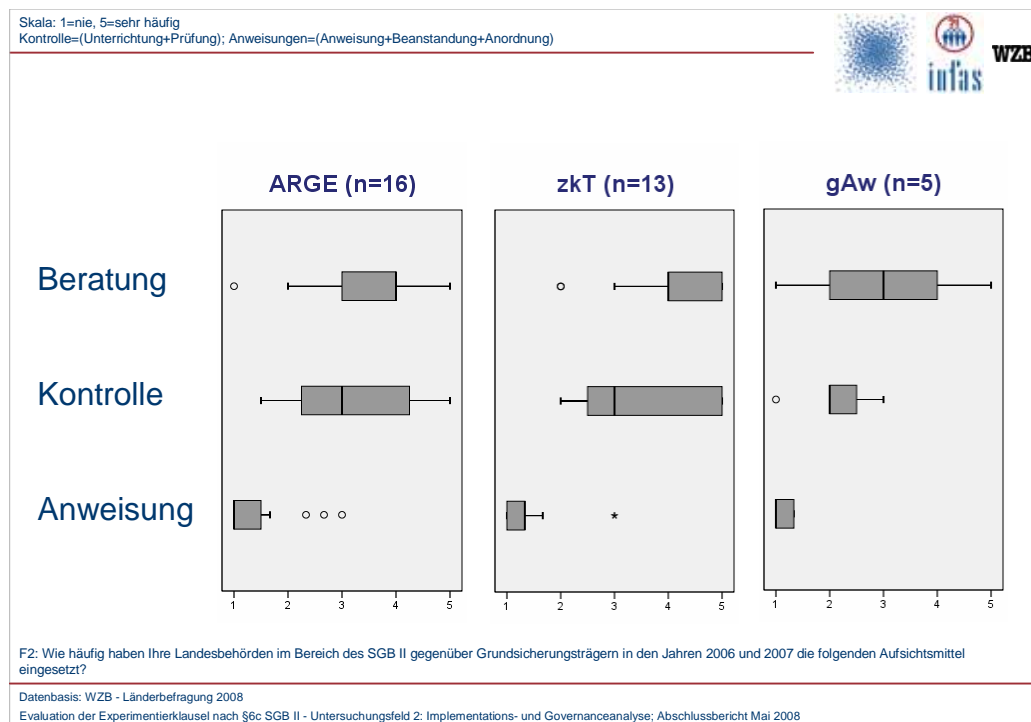 Skala: 1=nie, 5=sehr häufig
Kontrolle=(Unterrichtung+Prüfung); Anweisungen=(Anweisung+Beanstandung+Anordnung)
infas
WZB
ARGE (n=16)
zkT (n=13)
gAw (n=5)
Beratung
Kontrolle
Anweisung
1 2 3 4 5
1 2 3 4 5
1 2 3 4 5
F2: Wie häufig haben Ihre Landesbehörden im Bereich des SGB II gegenüber Grundsicherungsträgern in den Jahren 2006 und 2007 die folgenden Aufsichtsmittel
eingesetzt?
Datenbasis: WZB - Länderbefragung 2008
Evaluation der Experimentierklausel nach §6c SGB II - Untersuchungsfeld 2: Implementations- und Governanceanalyse; Abschlussbericht Mai 2008